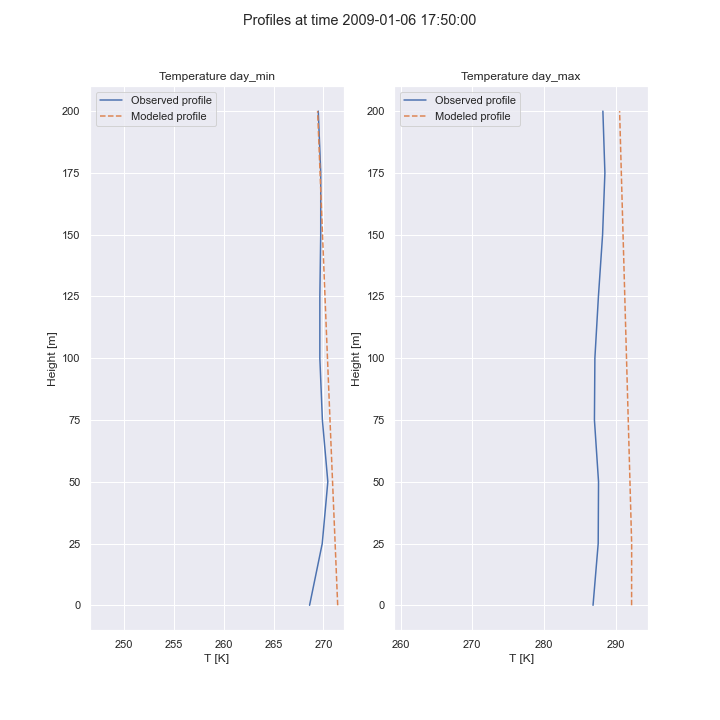 Profiles at time 2009-01-06 17:50:00
Temperature day_min
Observed profile
Modeled profile
200
175
150
125
100
75
50
25
0
Height [m]
250
255
260
265
270
T [K]
Temperature day_max
Observed profile
Modeled profile
200
175
150
125
100
75
50
25
0
Height [m]
260
270
280
290
T [K]